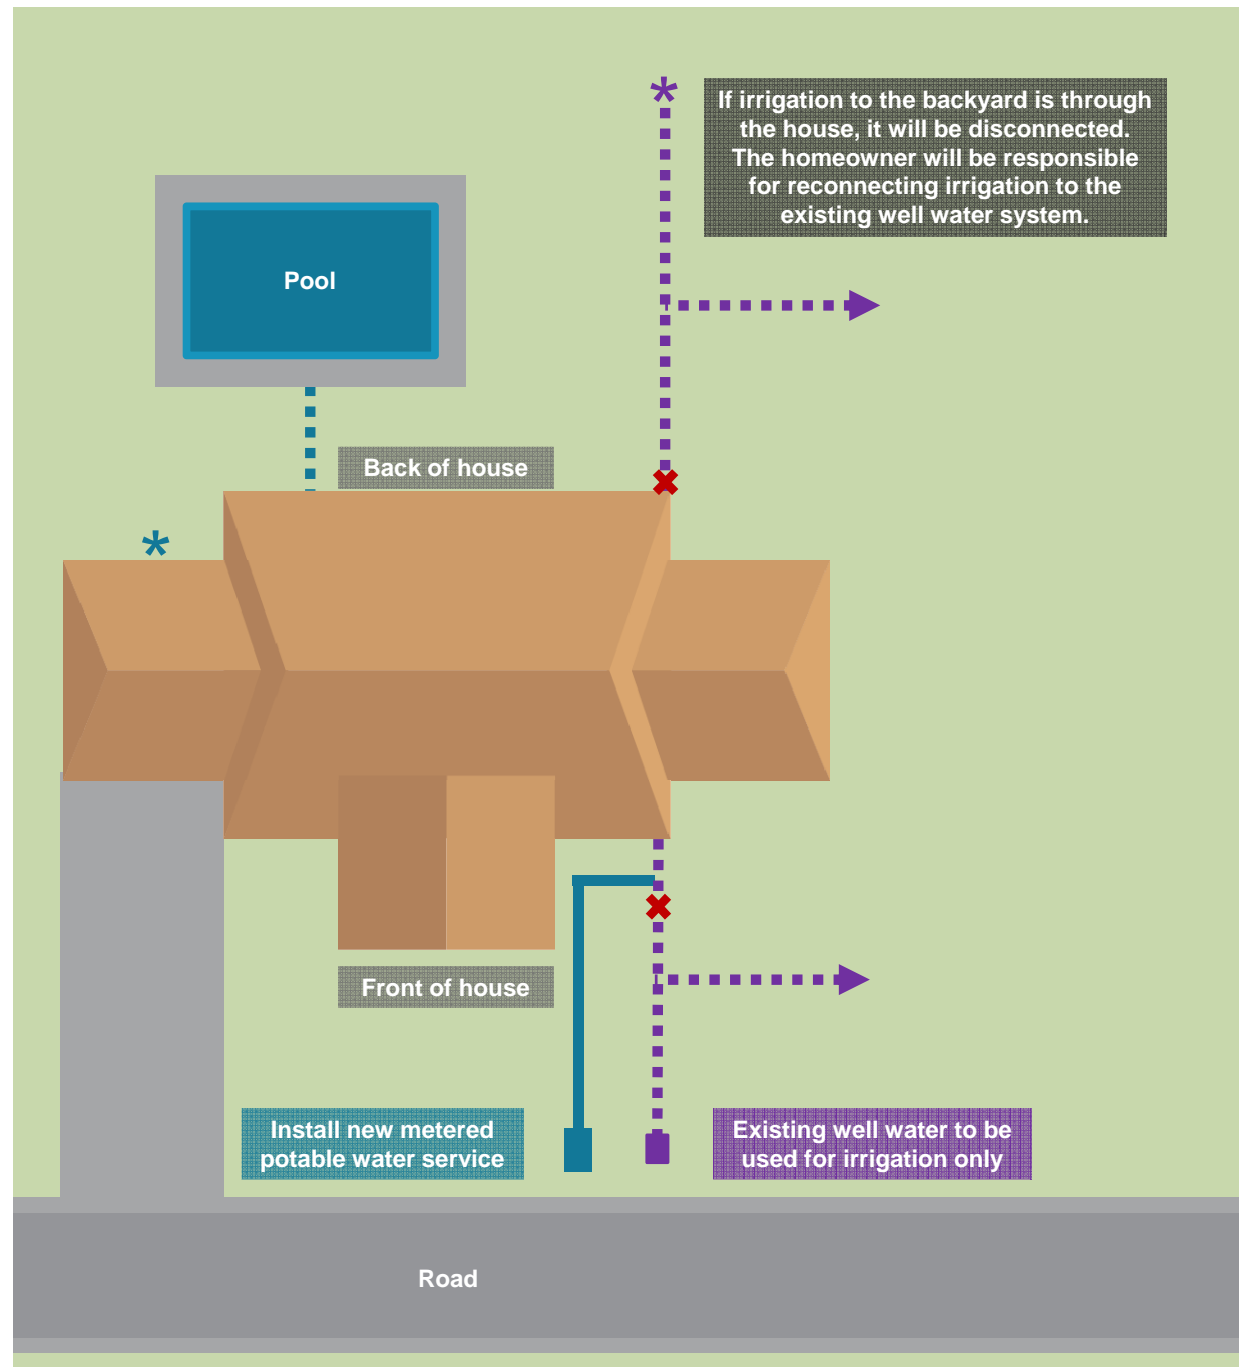 If irrigation to the backyard is through
the house, it will be disconnected.
The homeowner will be responsible
for reconnecting irrigation to the
existing well water system.
Pool
Back of house
Front of house
Install new metered
potable water service
Existing well water to be
used for irrigation only
Road